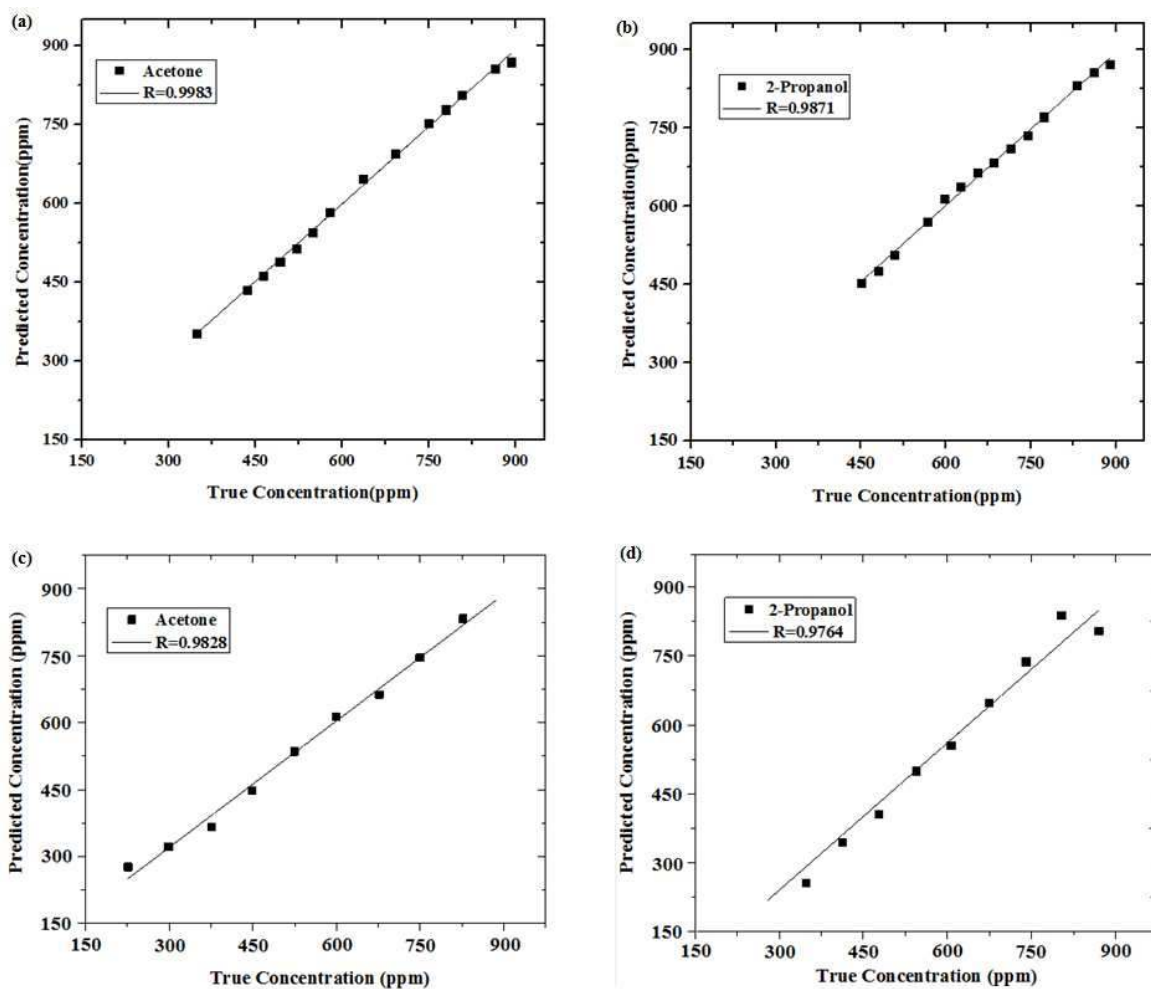 (a)
Acetone
R=0.9983
Predicted Concentration(ppm)
900
750
600
450
300
150
150 300 450 600 750 900
True Concentration(ppm)
(b)
2-Propanol
R=0.9871
Predicted Concentration(ppm)
900
750
600
450
300
150
150 300 450 600 750 900
True Concentration(ppm)
(c)
Acetone
R=0.9828
Predicted Concentration (ppm)
900
750
600
450
300
150
150 300 450 600 750 900
True Concentration (ppm)
(d)
2-Propanol
R=0.9764
Predicted Concentration (ppm)
900
750
600
450
300
150
150 300 450 600 750 900
True Concentration (ppm)